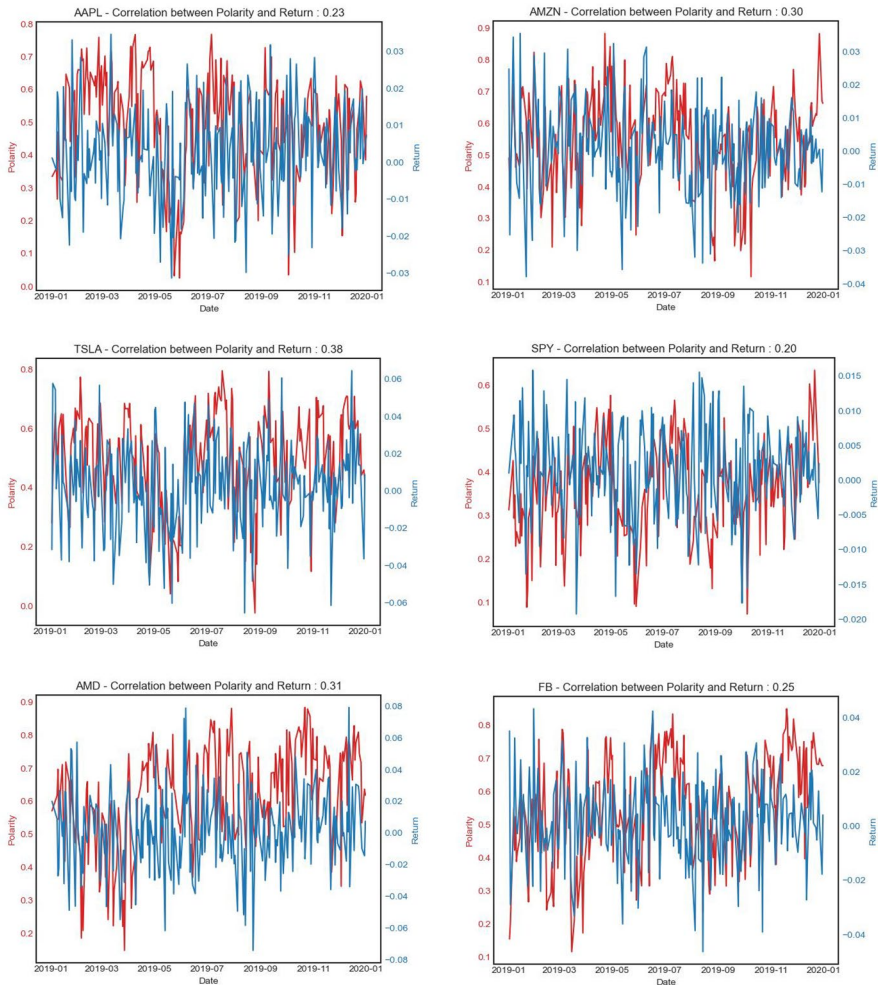 AAPL - Correlation between Polarity and Return : 0.23
0.8
0.7
0.6
0.5
0.4
0.3
0.2
0.1
0.0
Polarity
0.03
0.02
0.01
0.00
−0.01
−0.02
−0.03
Return
2019-01 2019-03 2019-05 2019-07 2019-09 2019-11 2020-01
Date
AMZN - Correlation between Polarity and Return : 0.30
0.9
0.8
0.7
0.6
0.5
0.4
0.3
0.2
0.1
Polarity
0.03
0.02
0.01
0.00
−0.01
−0.02
−0.03
−0.04
Return
2019-01 2019-03 2019-05 2019-07 2019-09 2019-11 2020-01
Date
TSLA - Correlation between Polarity and Return : 0.38
0.8
0.6
0.4
0.2
0.0
Polarity
0.06
0.04
0.02
0.00
−0.02
−0.04
−0.06
Return
2019-01 2019-03 2019-05 2019-07 2019-09 2019-11 2020-01
Date
SPY - Correlation between Polarity and Return : 0.20
0.6
0.5
0.4
0.3
0.2
0.1
Polarity
0.015
0.010
0.005
0.000
−0.005
−0.010
−0.015
−0.020
Return
2019-01 2019-03 2019-05 2019-07 2019-09 2019-11 2020-01
Date
AMD - Correlation between Polarity and Return : 0.31
0.9
0.8
0.7
0.6
0.5
0.4
0.3
0.2
Polarity
0.08
0.06
0.04
0.02
0.00
−0.02
−0.04
−0.06
−0.08
Return
2019-01 2019-03 2019-05 2019-07 2019-09 2019-11 2020-01
Date
FB - Correlation between Polarity and Return : 0.25
0.8
0.7
0.6
0.5
0.4
0.3
0.2
0.1
Polarity
0.04
0.02
0.00
−0.02
−0.04
Return
2019-01 2019-03 2019-05 2019-07 2019-09 2019-11 2020-01
Date